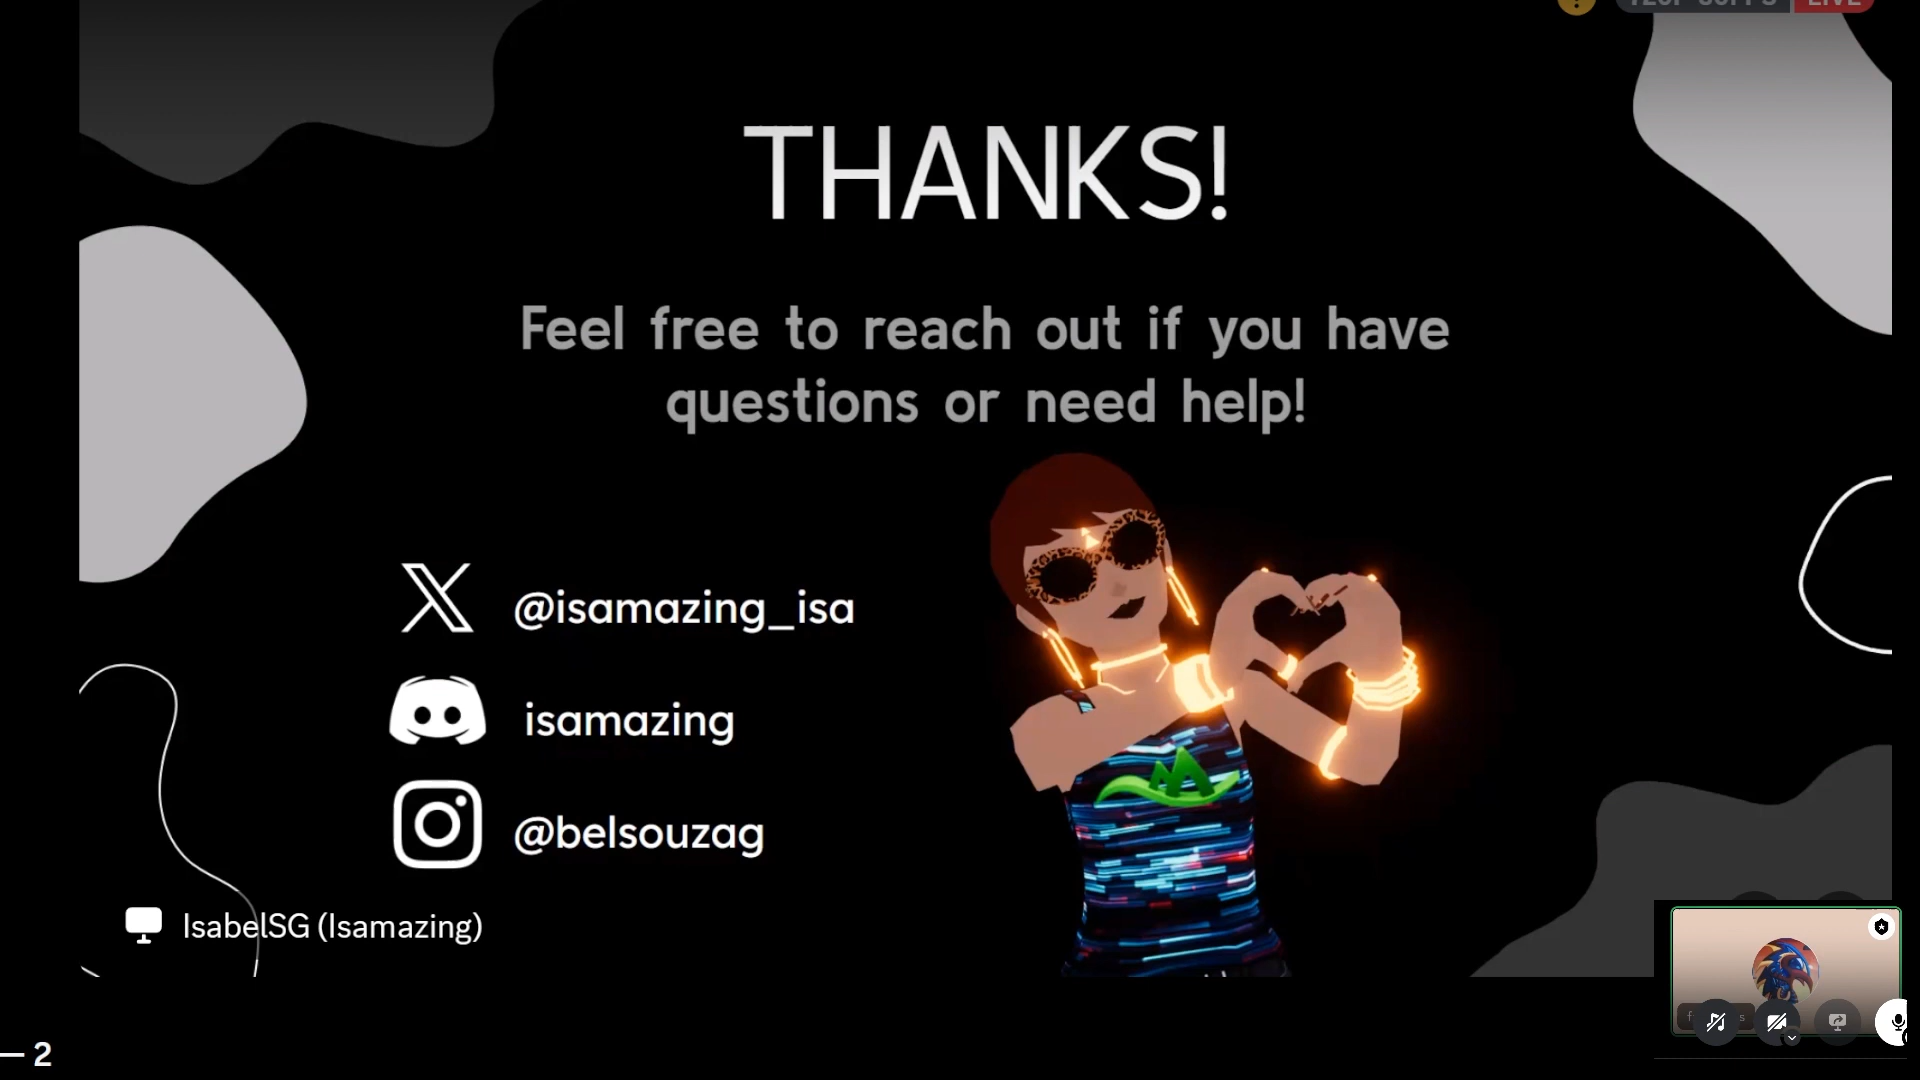 LIVE
THANKS!
Feel free to reach out if you have
questions or need help!
@isamazing_isa
isamazing
@belsouzag
IsabelSG (Isamazing)
— 2